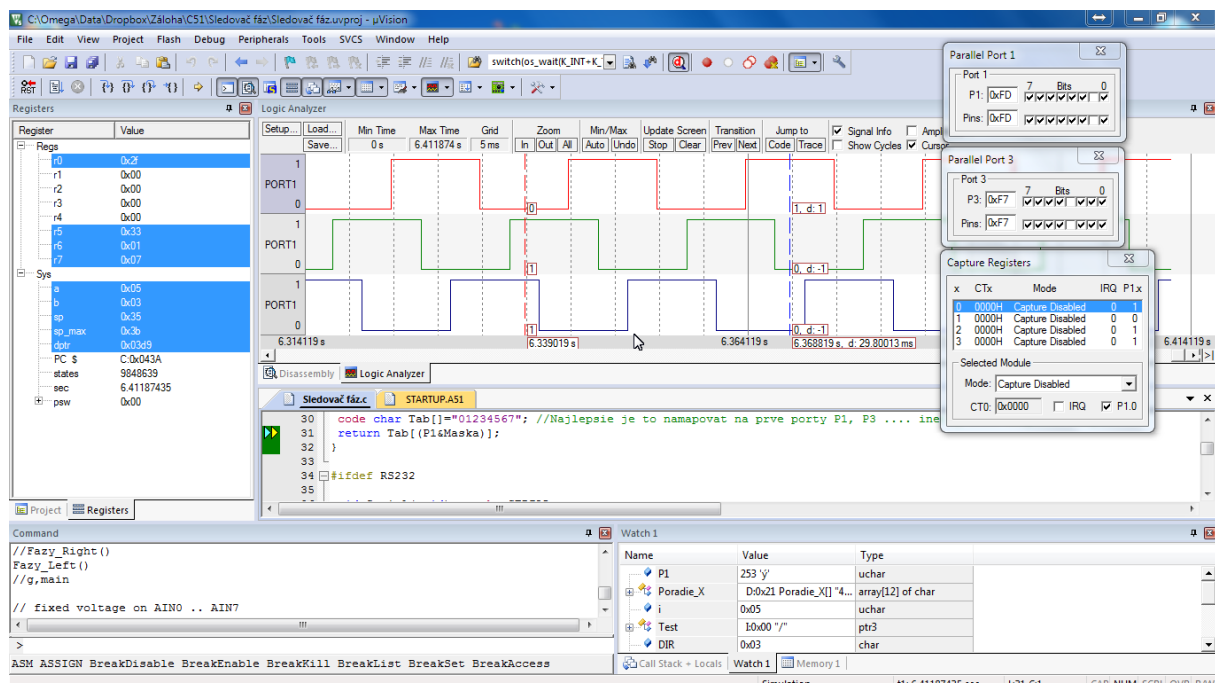 C:\Omega\Data\Dropbox\Záloha\C51\Sledovač fáz\Sledovač fáz.uvproj - µVision
File Edit View Project Flash Debug Peripherals Tools SVCS Window Help
switch(os_wait(K_INT+K_T
Registers
Register Value
Regs
r0 0x2f
r1 0x00
r2 0x00
r3 0x00
r4 0x00
r5 0x33
r6 0x01
r7 0x07
Sys
a 0x05
b 0x03
sp 0x35
sp_max 0x3b
dptr 0x03d9
PC $ C:0x043A
states 9848639
sec 6.41187435
psw 0x00
Project Registers
Logic Analyzer
Setup... Load... Save...
Min Time Max Time Grid Zoom Min/Max Update Screen Transition Jump to Signal Info Ampl
0 s 6.411874 s 5 ms In Out All Auto Undo Stop Clear Prev Next Code Trace Show Cycles Cursor
1
PORT1
0
0
1, d: 1
1
PORT1
0
1
0, d: -1
1
PORT1
0
1
0, d: -1
6.314119 s 6.339019 s 6.364119 s 6.368819 s, d: 29.80013 ms 6.414119 s
Disassembly Logic Analyzer
Sledovač fáz.c STARTUP.A51
30 code char Tab[]="01234567"; //Najlepsie je to namapovat na prve porty P1, P3 .... ine
31 return Tab[(P1&Maska)];
32 }
33
34 #ifdef RS232
35
Parallel Port 1
Port 1
7 Bits 0
P1: 0xFD
Pins: 0xFD
Parallel Port 3
Port 3
7 Bits 0
P3: 0xF7
Pins: 0xF7
Capture Registers
x CTx Mode IRQ P1.x
0 0000H Capture Disabled 0 1
1 0000H Capture Disabled 0 0
2 0000H Capture Disabled 0 1
3 0000H Capture Disabled 0 1
Selected Module
Mode: Capture Disabled
CT0: 0x0000 IRQ P1.0
Command
//Fazy_Right()
Fazy_Left()
//g,main
// fixed voltage on AIN0 .. AIN7
>
ASM ASSIGN BreakDisable BreakEnable BreakKill BreakList BreakSet BreakAccess
Watch 1
Name Value Type
P1 253 'ý' uchar
Poradie_X D:0x21 Poradie_X[] "4... array[12] of char
i 0x05 uchar
Test I:0x00 "/" ptr3
DIR 0x03 char
Call Stack + Locals Watch 1 Memory 1
Simulation t1: 6.41187435 sec L:31 C:1 CAP NUM SCRL OVR R/W